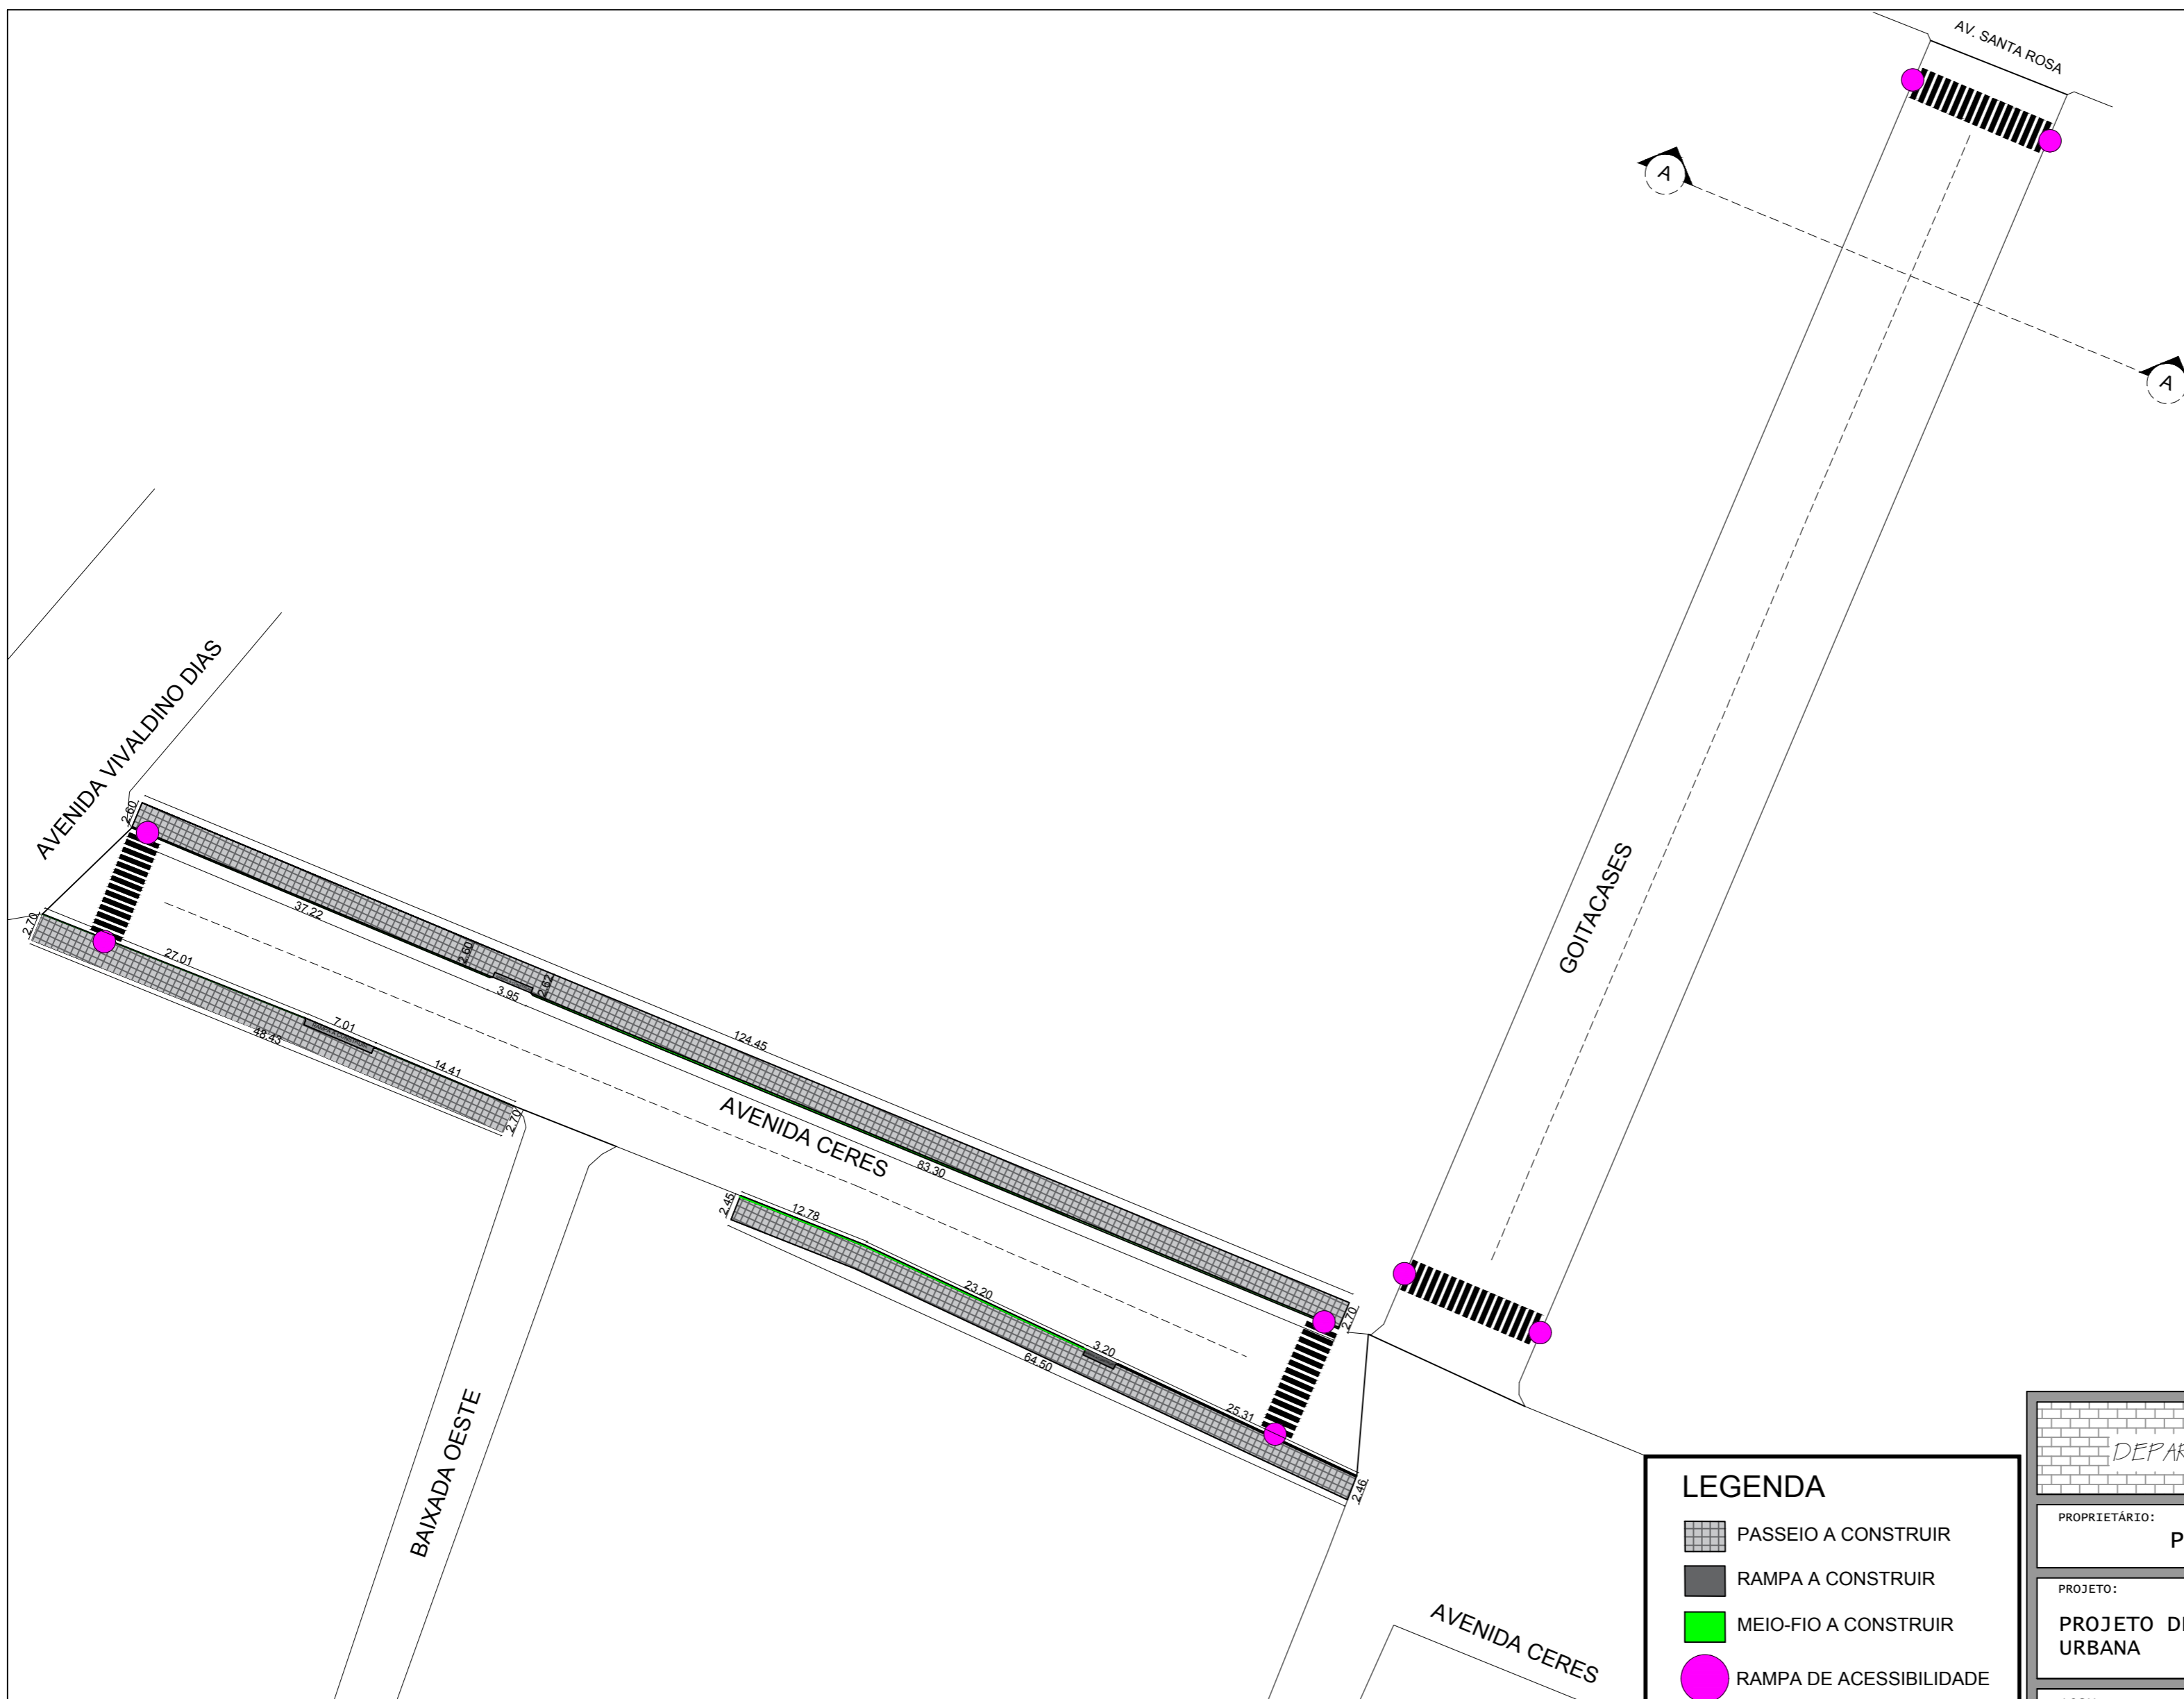 AV. SANTA ROSA
A
A
GOITACASES
AVENIDA VIVALDINO DIAS
2.60
2.70
37.22
27.01
2.60
2.62
3.95
7.01
48.43
14.41
2.70
124.45
AVENIDA CERES
83.30
2.45
12.78
23.20
3.20
64.50
25.31
2.70
2.46
BAIXADA OESTE
AVENIDA CERES
LEGENDA
PASSEIO A CONSTRUIR
RAMPA A CONSTRUIR
MEIO-FIO A CONSTRUIR
RAMPA DE ACESSIBILIDADE
DEPAR
PROPRIETÁRIO:
P
PROJETO:
PROJETO D
URBANA